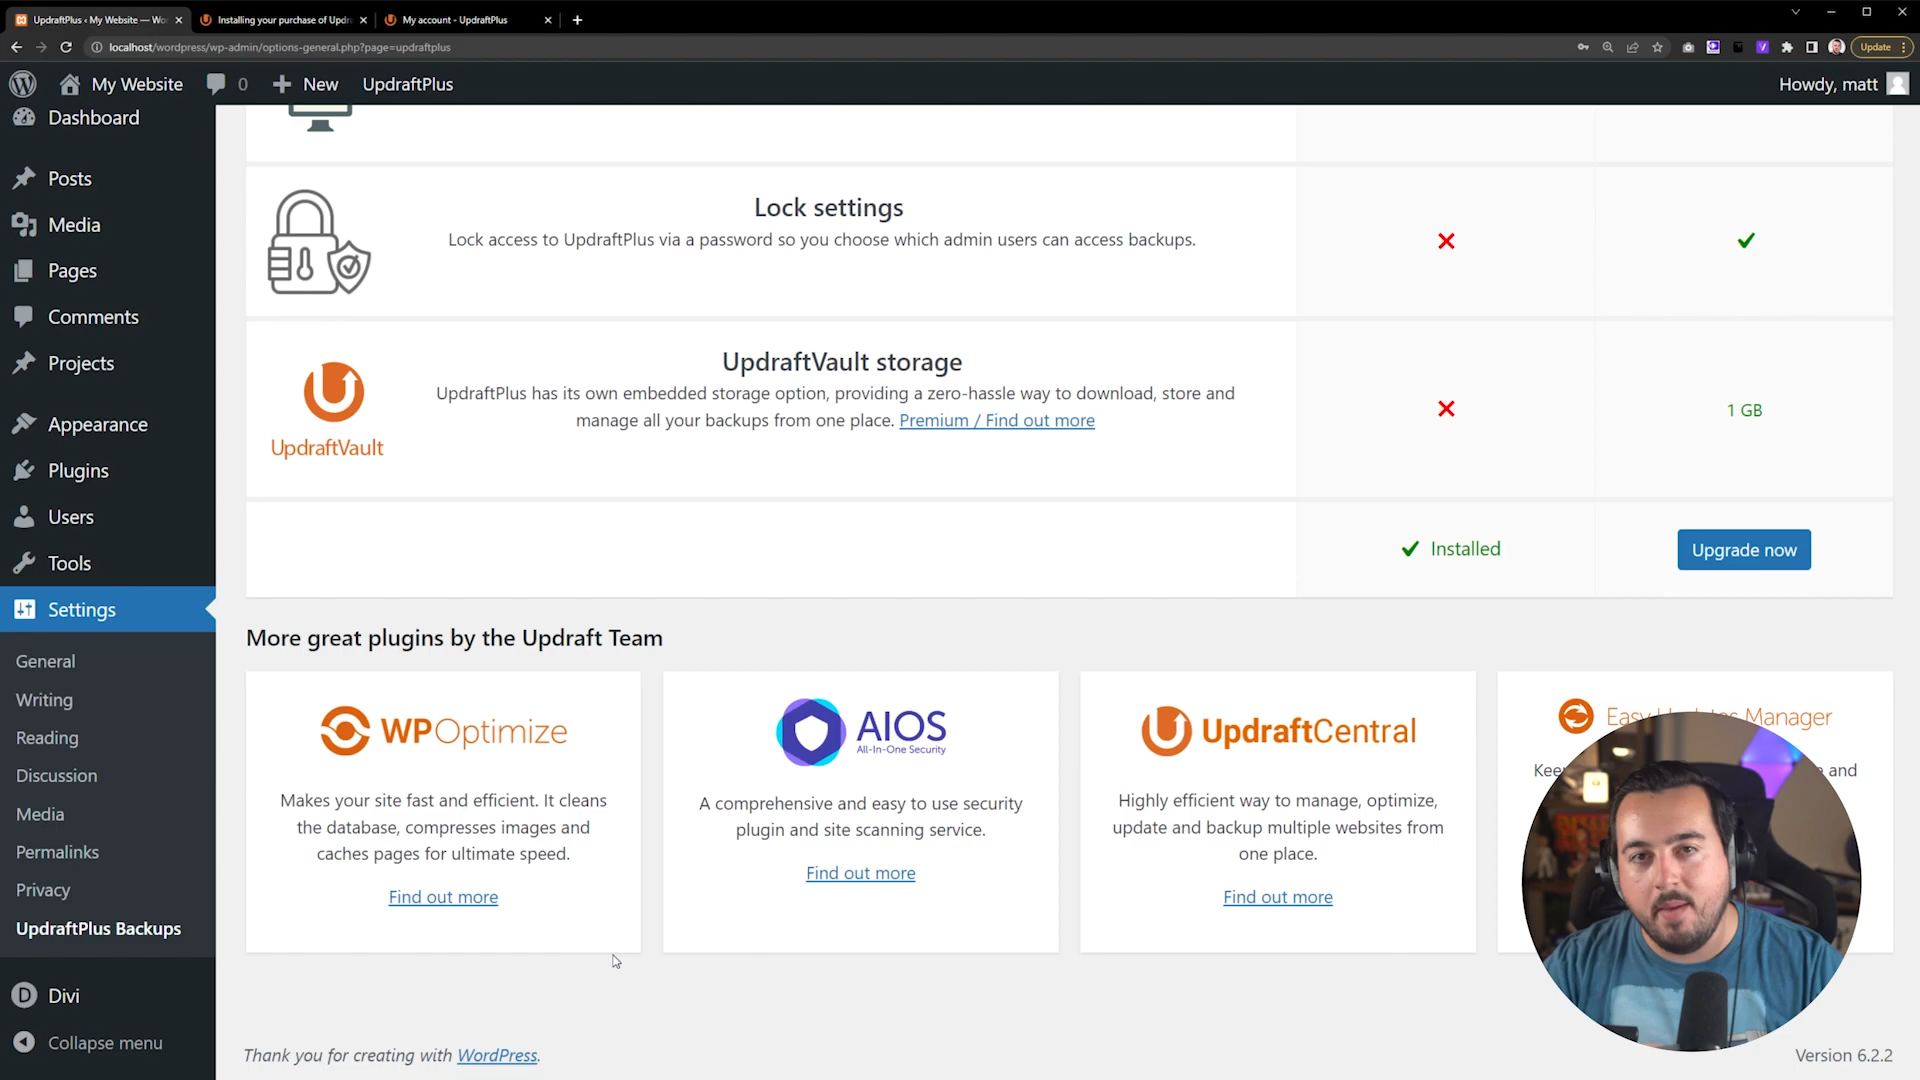 UpdraftPlus ‹ My Website — Wo
Installing your purchase of Updr
My account - UpdraftPlus
localhost/wordpress/wp-admin/options-general.php?page=updraftplus
Update
My Website
0
New
UpdraftPlus
Howdy, matt
Dashboard
Posts
Media
Pages
Comments
Projects
Appearance
Plugins
Users
Tools
Settings
General
Writing
Reading
Discussion
Media
Permalinks
Privacy
UpdraftPlus Backups
Divi
Collapse menu
Lock settings
Lock access to UpdraftPlus via a password so you choose which admin users can access backups.
UpdraftVault
UpdraftVault storage
UpdraftPlus has its own embedded storage option, providing a zero-hassle way to download, store and
manage all your backups from one place. Premium / Find out more
1 GB
Installed
Upgrade now
More great plugins by the Updraft Team
WPOptimize
Makes your site fast and efficient. It cleans
the database, compresses images and
caches pages for ultimate speed.
Find out more
AIOS
All-In-One Security
A comprehensive and easy to use security
plugin and site scanning service.
Find out more
UpdraftCentral
Highly efficient way to manage, optimize,
update and backup multiple websites from
one place.
Find out more
Easy Updates Manager
and
Thank you for creating with WordPress.
Version 6.2.2